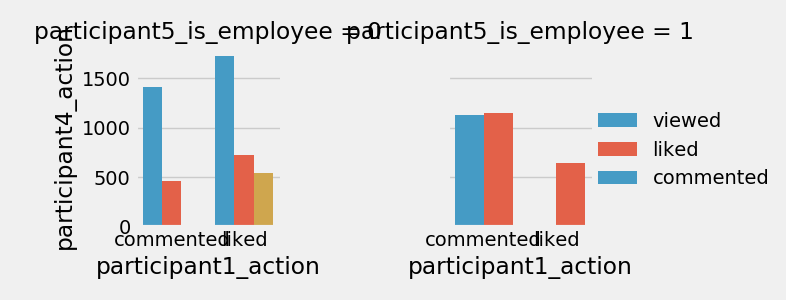 participant5_is_employee = 0
participant5_is_employee = 1
participant4_action
1500
1000
500
0
commented
liked
commented
liked
participant1_action
participant1_action
viewed
liked
commented